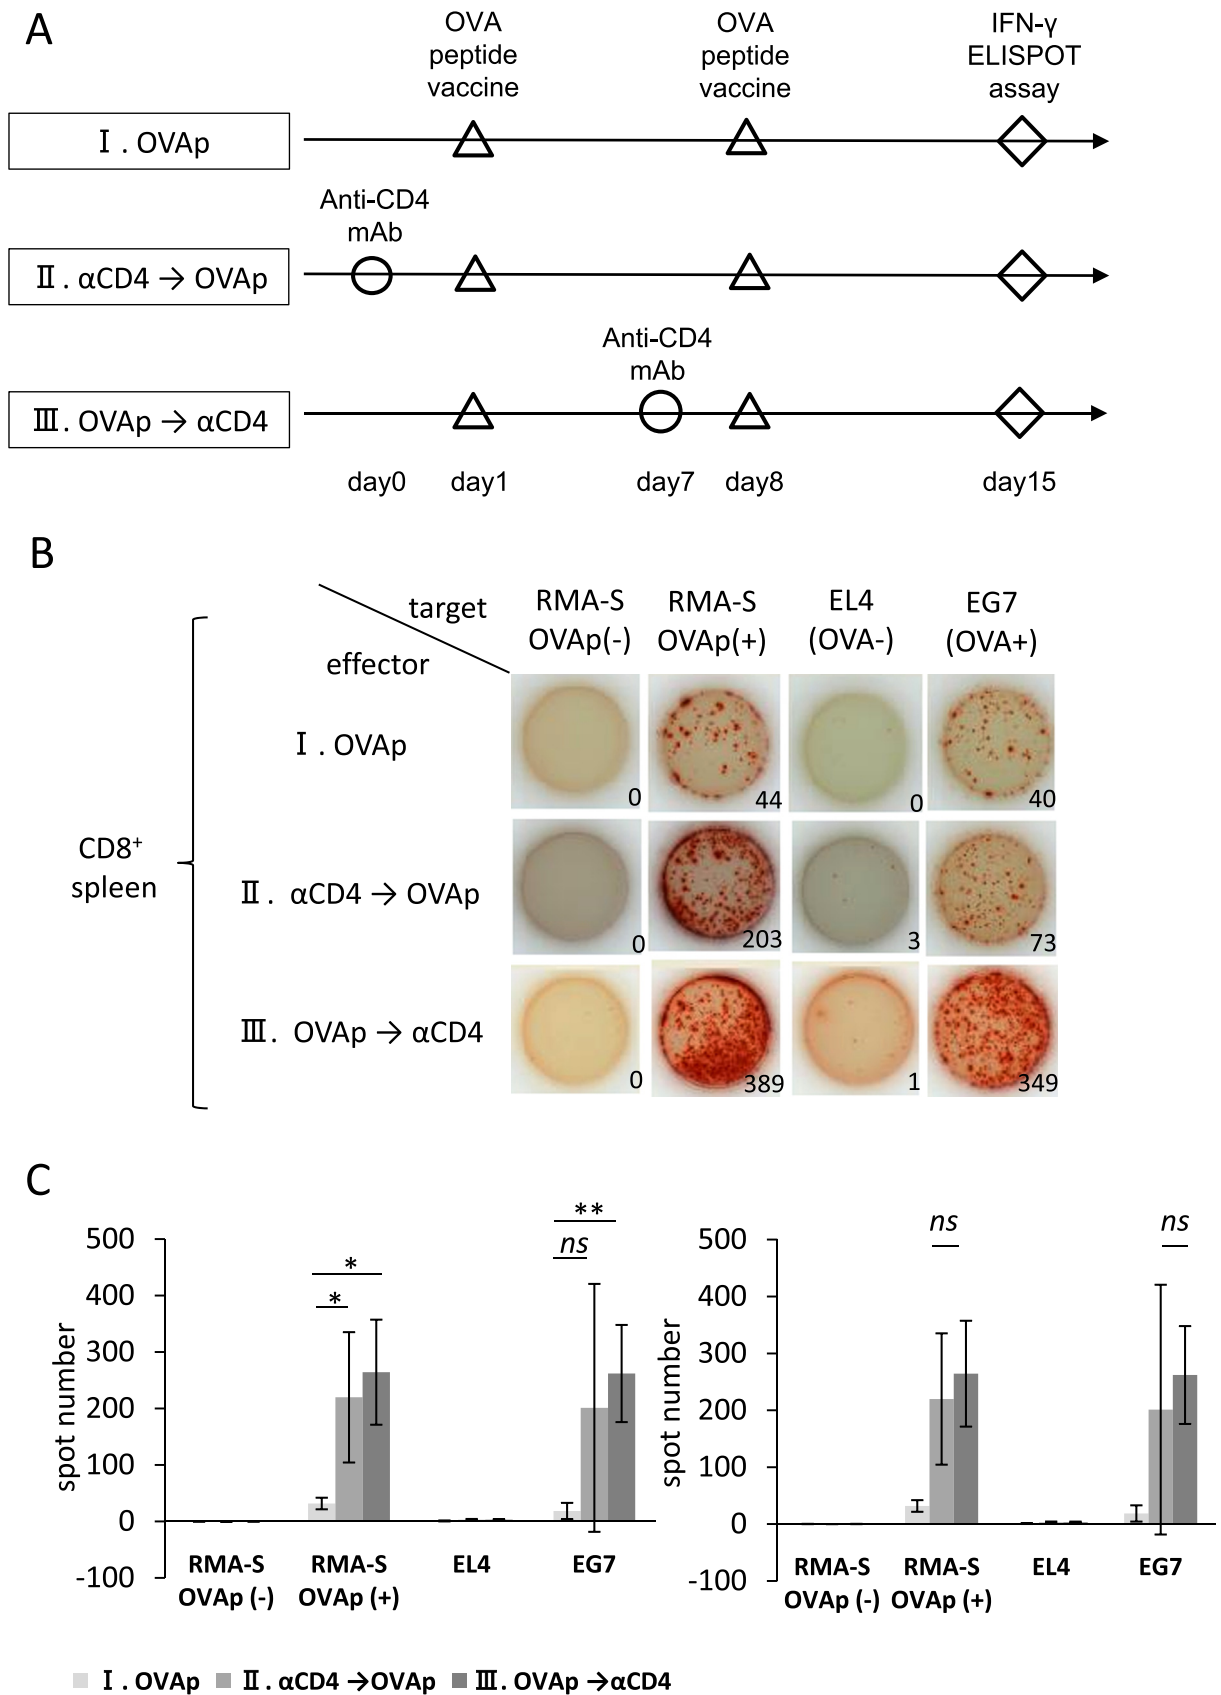 A
OVA
peptide
vaccine
OVA
peptide
vaccine
IFN-γ
ELISPOT
assay
Ⅰ. OVAp
Anti-CD4
mAb
Ⅱ. αCD4 → OVAp
Anti-CD4
mAb
Ⅲ. OVAp → αCD4
day0 day1 day7 day8 day15
B
target
effector
RMA-S
OVAp(-)
RMA-S
OVAp(+)
EL4
(OVA-)
EG7
(OVA+)
CD8⁺
spleen
Ⅰ. OVAp
0 44 0 40
Ⅱ. αCD4 → OVAp
0 203 3 73
Ⅲ. OVAp → αCD4
0 389 1 349
C
spot number
500
400
300
200
100
0
-100
*
*
**
ns
RMA-S
OVAp (-)
RMA-S
OVAp (+)
EL4
EG7
spot number
500
400
300
200
100
0
-100
ns
ns
RMA-S
OVAp (-)
RMA-S
OVAp (+)
EL4
EG7
Ⅰ. OVAp Ⅱ. αCD4 →OVAp Ⅲ. OVAp →αCD4